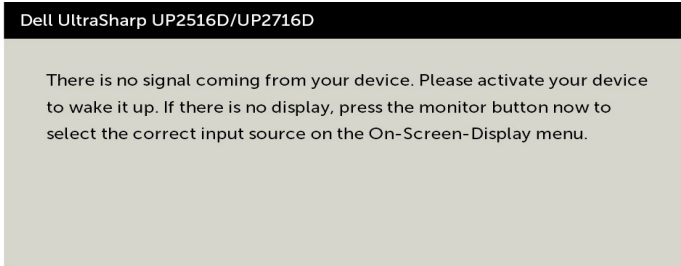 Dell UltraSharp UP2516D/UP2716D
There is no signal coming from your device. Please activate your device
to wake it up. If there is no display, press the monitor button now to
select the correct input source on the On-Screen-Display menu.